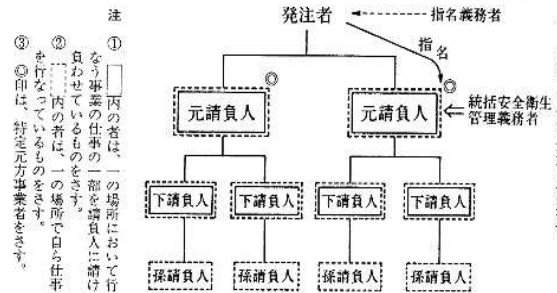 発注者
指名義務者
指名
◎
◎
元請負人
元請負人
統括安全衛生
管理義務者
下請負人
下請負人
下請負人
下請負人
孫請負人
孫請負人
孫請負人
孫請負人
注
① 内の者は、一の場所において行
なう事業の仕事の一部を請負人に請け
負わせているものをさす。
② 内の者は、一の場所で自ら仕事
を行なっているものをさす。
③ ◎印は、特定元方事業者をさす。